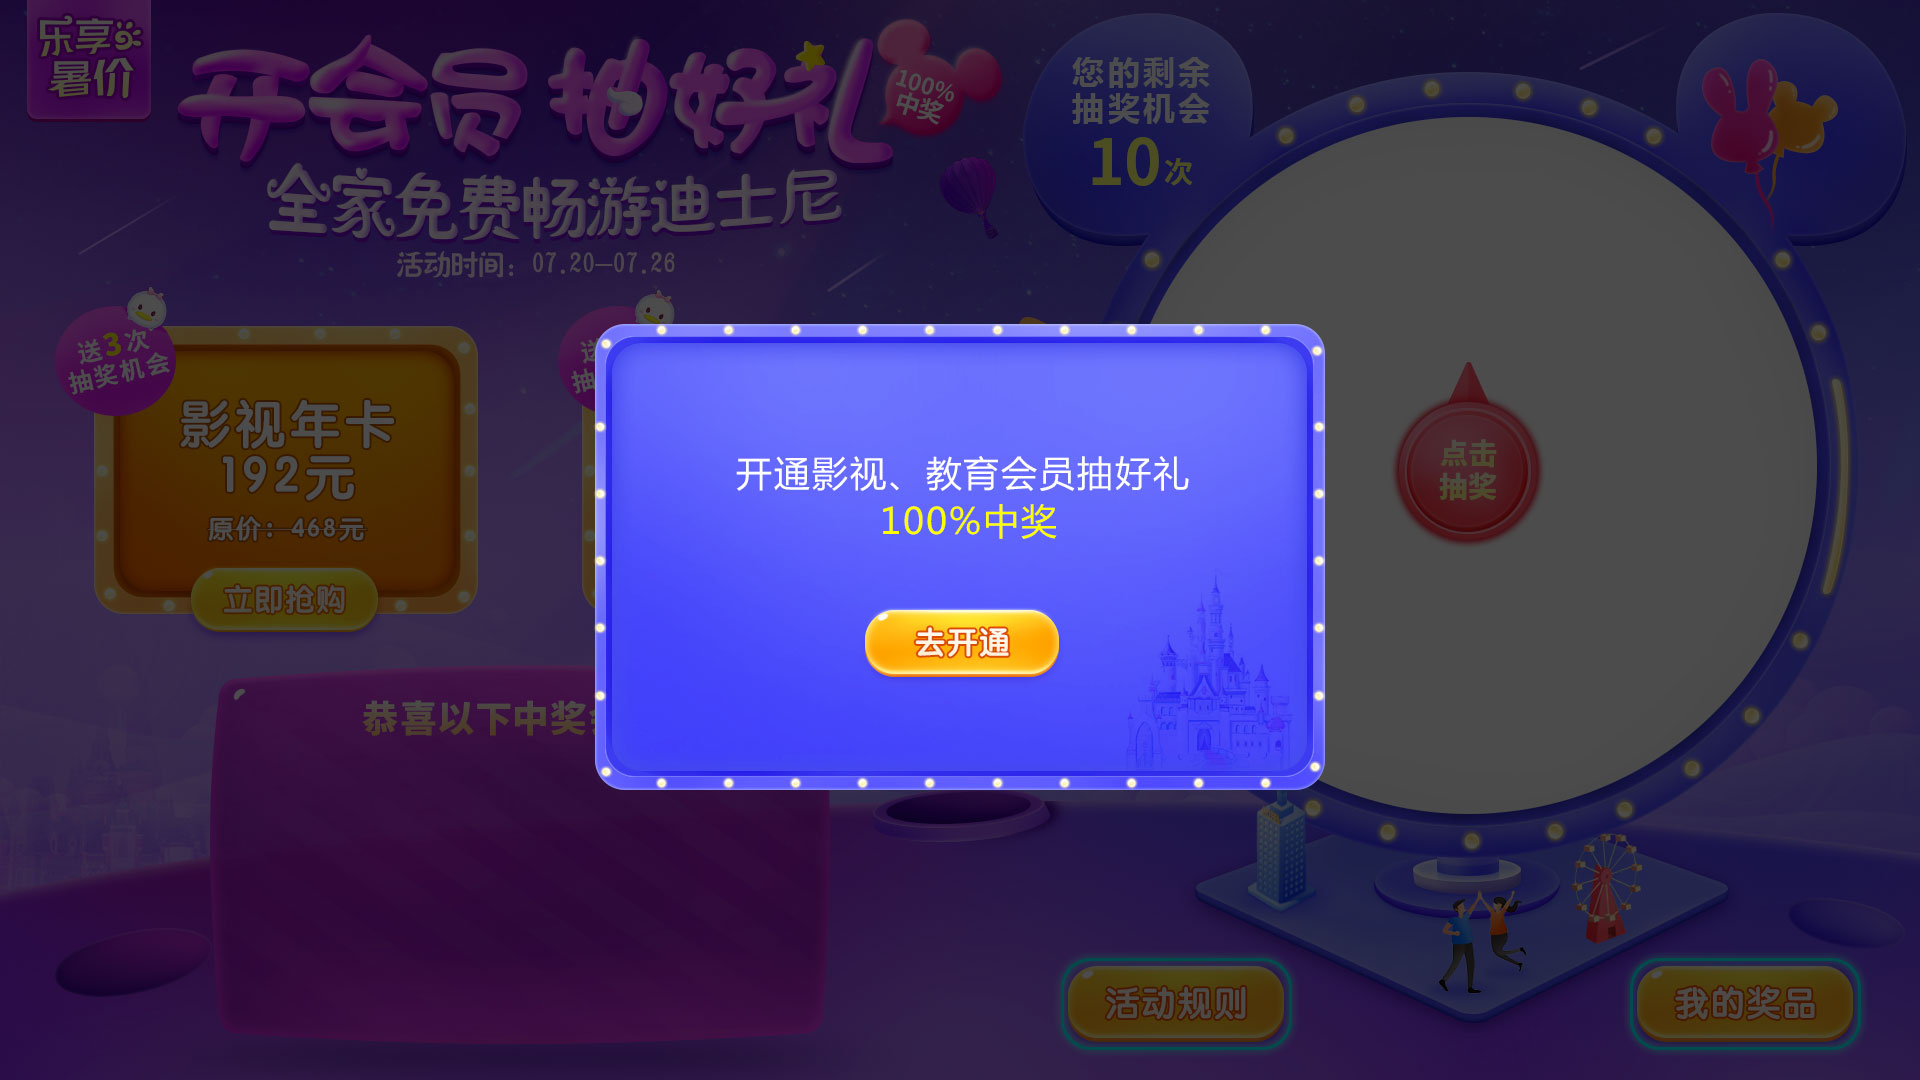 乐享
暑价
开会员 抽好礼
100%
中奖
全家免费畅游迪士尼
活动时间：07.20—07.26
您的剩余
抽奖机会
10次
送3次
抽奖机会
影视年卡
192元
原价：468元
立即抢购
送
抽
开通影视、教育会员抽好礼
100%中奖
去开通
点击
抽奖
恭喜以下中奖
活动规则
我的奖品